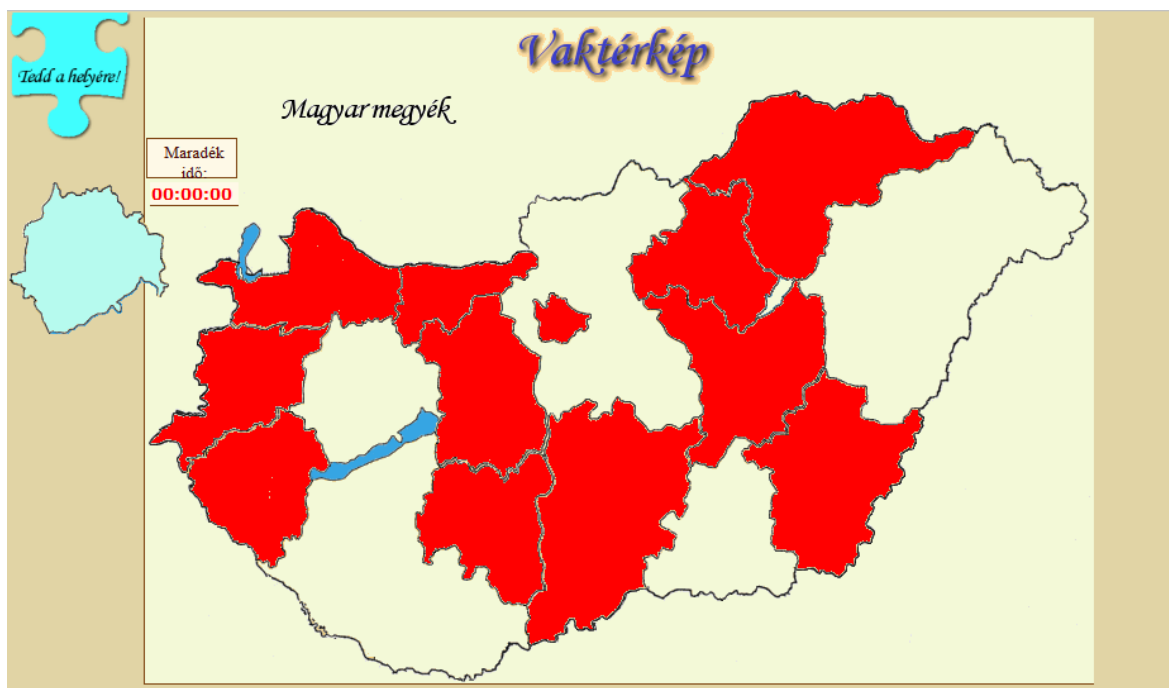 Vaktérkép
Tedd a helyére!
Magyar megyék
Maradék
idő:
00:00:00